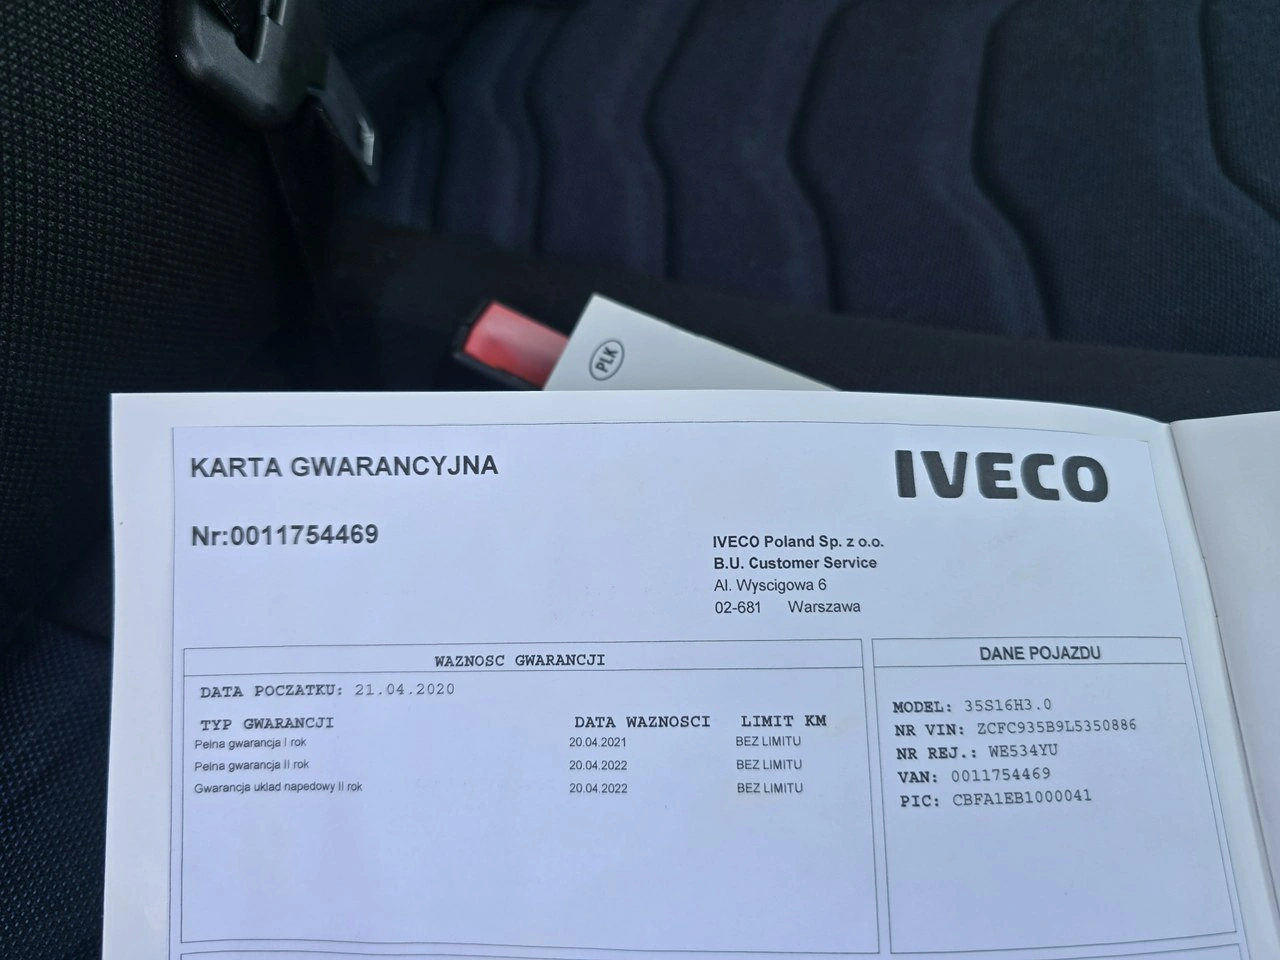 PLK
KARTA GWARANCYJNA
IVECO
Nr:0011754469
IVECO Poland Sp. z o.o.
B.U. Customer Service
Al. Wyscigowa 6
02-681 Warszawa
WAZNOSC GWARANCJI
DATA POCZATKU: 21.04.2020
TYP GWARANCJI DATA WAZNOSCI LIMIT KM
Pelna gwarancja I rok 20.04.2021 BEZ LIMITU
Pelna gwarancja II rok 20.04.2022 BEZ LIMITU
Gwarancja uklad napedowy II rok 20.04.2022 BEZ LIMITU
DANE POJAZDU
MODEL: 35S16H3.0
NR VIN: ZCFC935B9L5350886
NR REJ.: WE534YU
VAN: 0011754469
PIC: CBFA1EB1000041